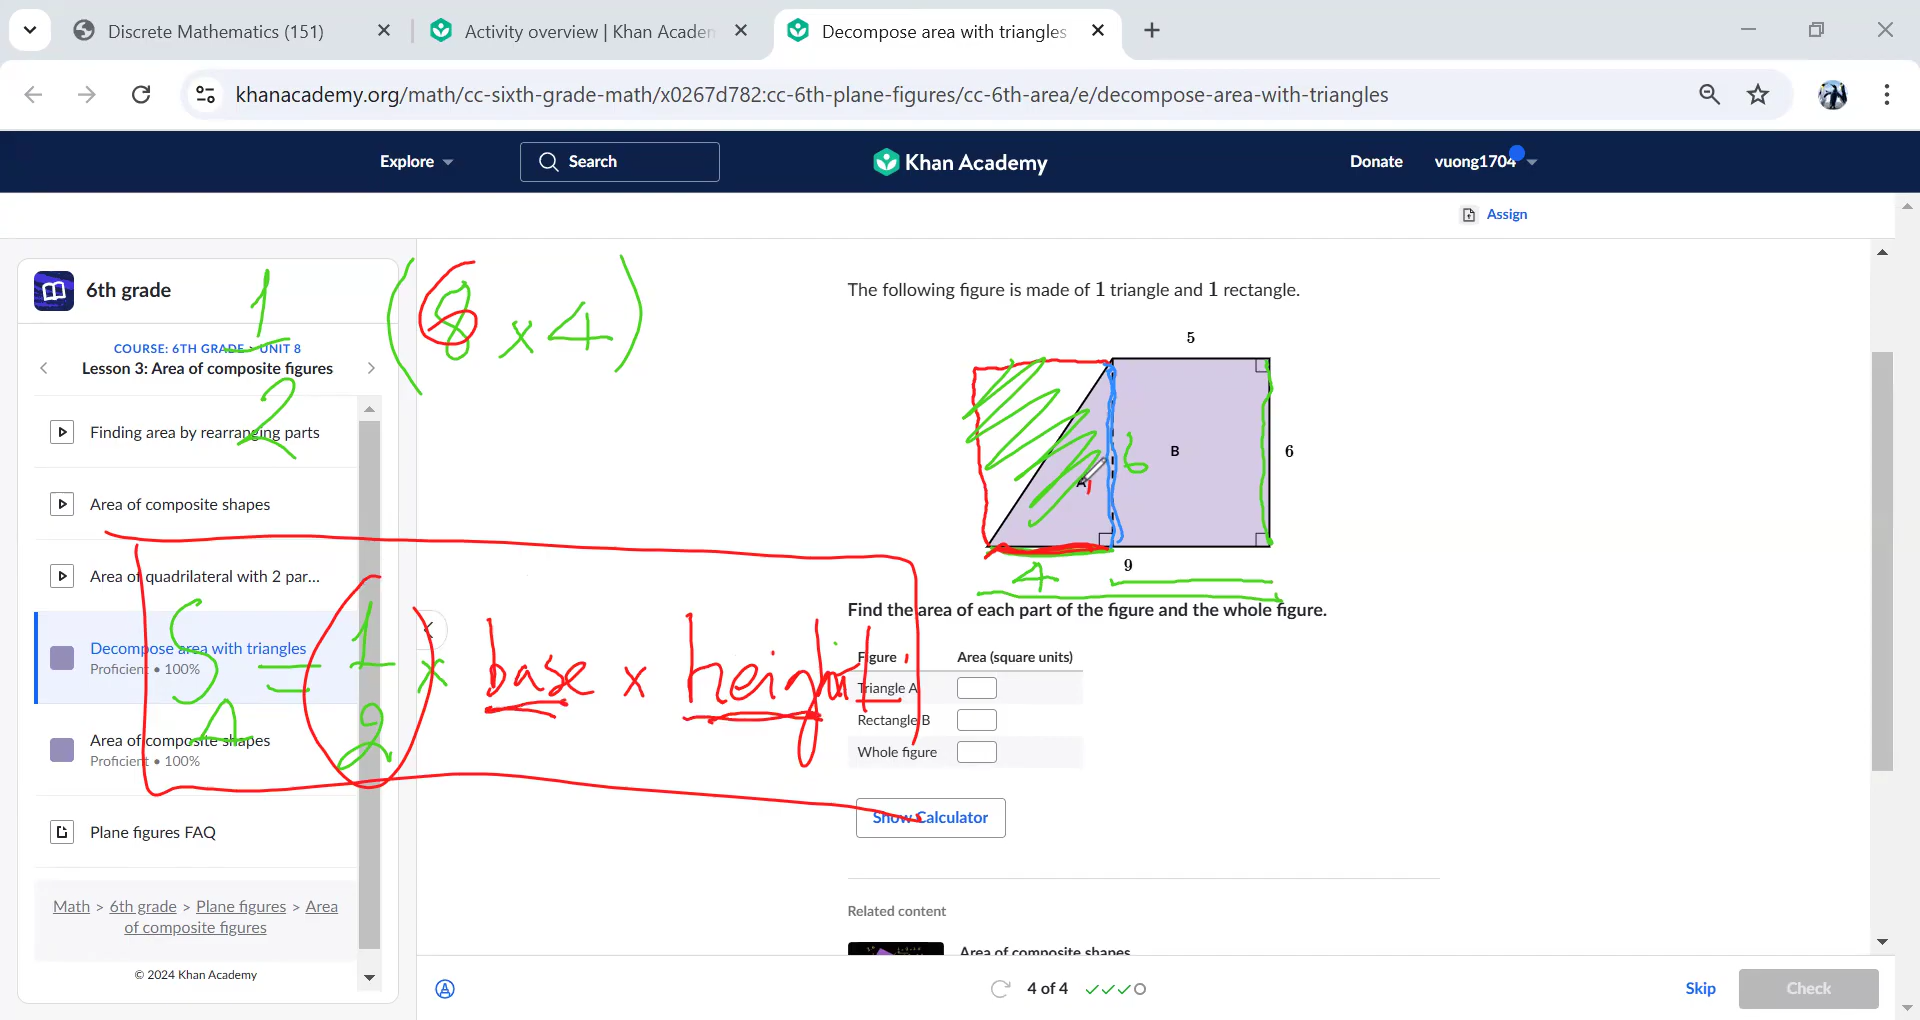 Discrete Mathematics (151)
Activity overview | Khan Academ
Decompose area with triangles
khanacademy.org/math/cc-sixth-grade-math/x0267d782:cc-6th-plane-figures/cc-6th-area/e/decompose-area-with-triangles
Explore
Search
Khan Academy
Donate
vuong1704
Assign
6th grade
COURSE: 6TH GRADE > UNIT 8
Lesson 3: Area of composite figures
Finding area by rearranging parts
Area of composite shapes
Area of quadrilateral with 2 par...
Decompose area with triangles
Proficient • 100%
Area of composite shapes
Proficient • 100%
Plane figures FAQ
Math > 6th grade > Plane figures > Area
of composite figures
© 2024 Khan Academy
1
2
( 8 x 4 )
S = 1 x base x height
2
The following figure is made of 1 triangle and 1 rectangle.
5
B
6
6
A
4
9
Find the area of each part of the figure and the whole figure.
Figure Area (square units)
Triangle A
Rectangle B
Whole figure
Show Calculator
Related content
Area of composite shapes
4 of 4
Skip
Check